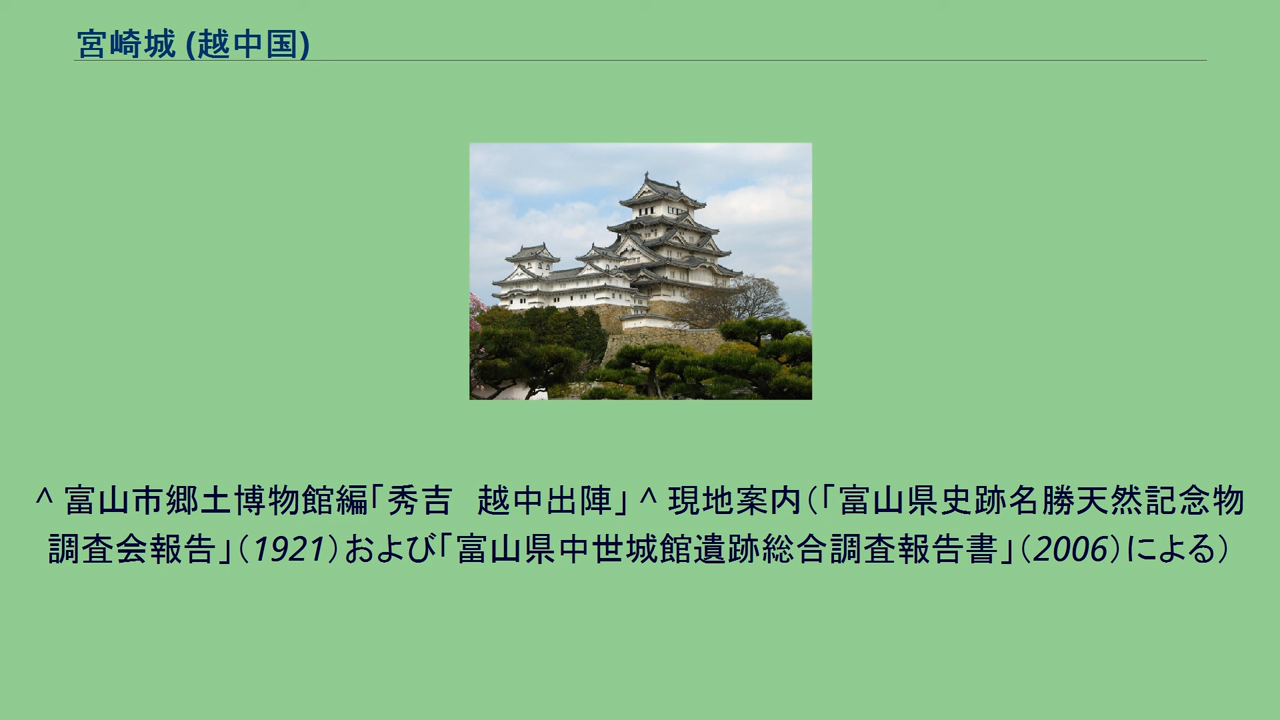 宮崎城 (越中国)
^ 富山市郷土博物館編「秀吉　越中出陣」 ^ 現地案内（「富山県史跡名勝天然記念物
調査会報告」（1921）および「富山県中世城館遺跡総合調査報告書」（2006）による）